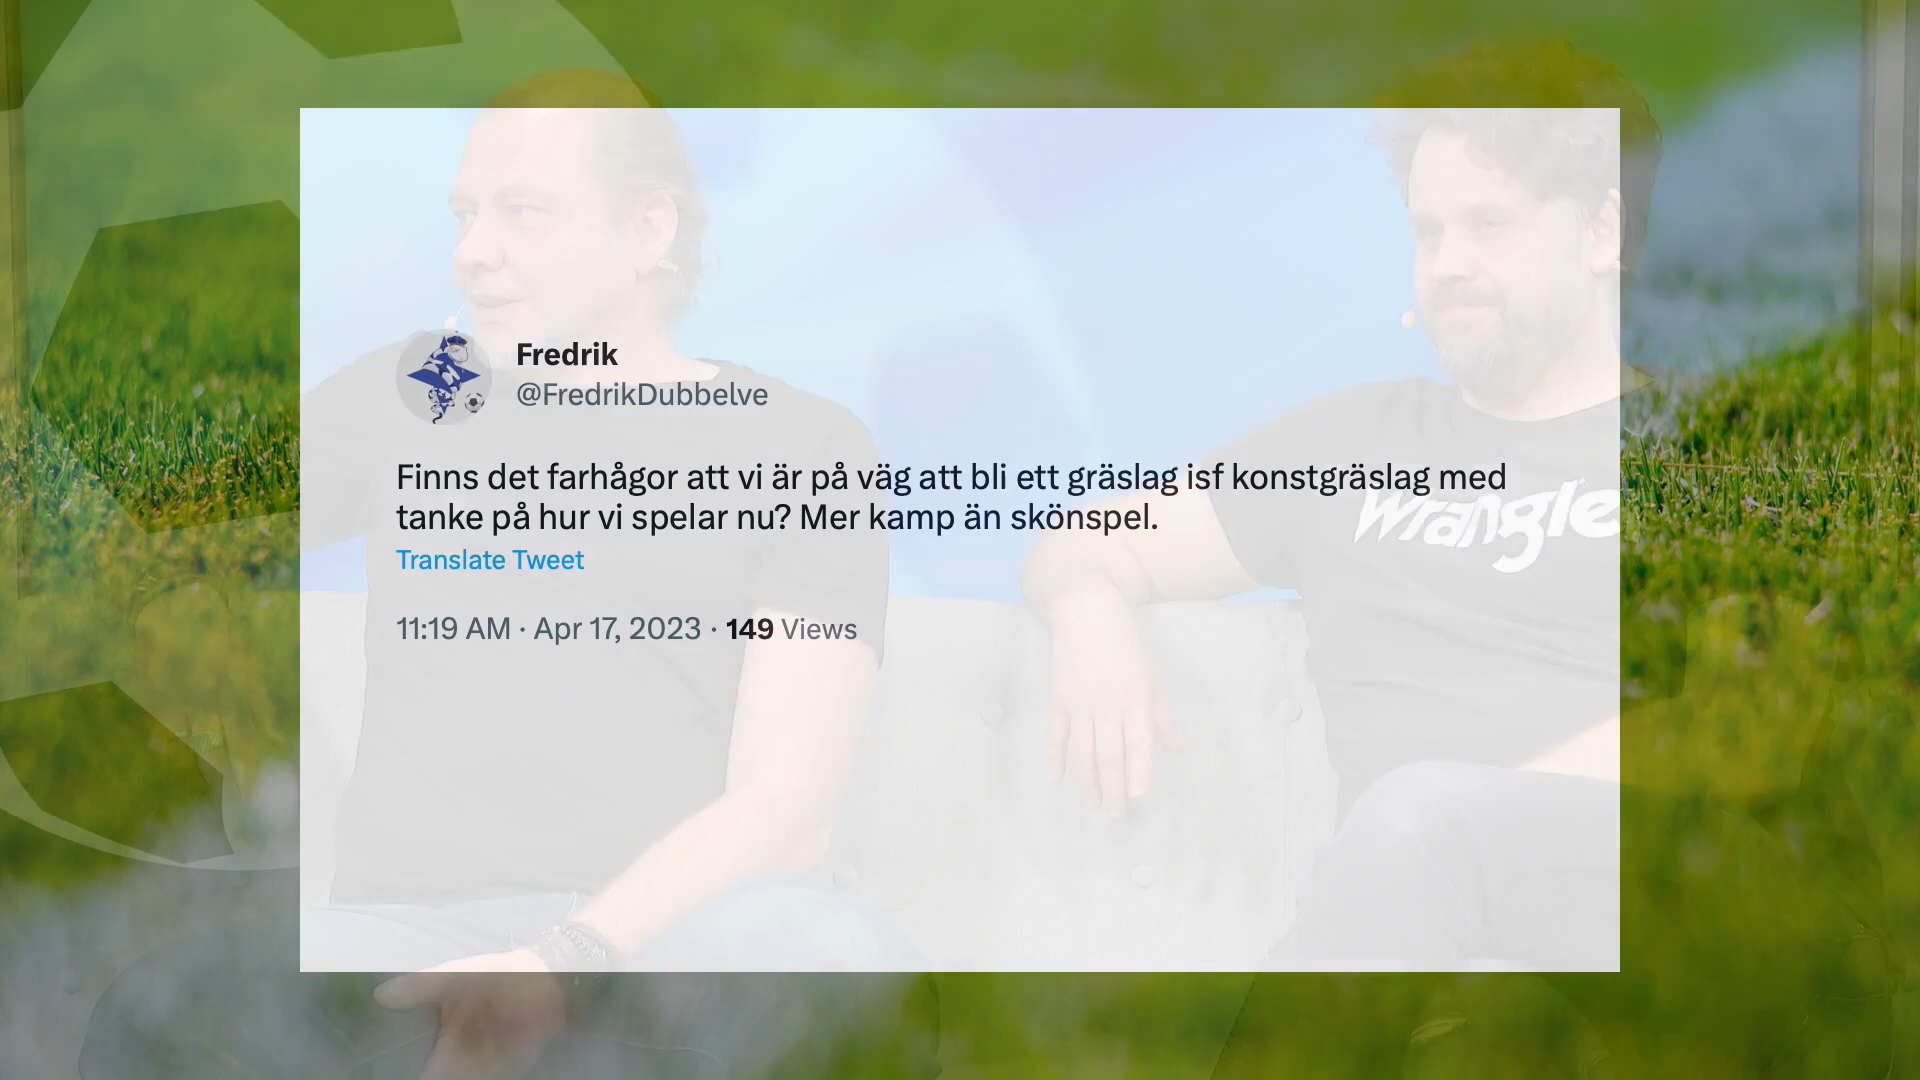 Fredrik
@FredrikDubbelve
Finns det farhågor att vi är på väg att bli ett gräslag isf konstgräslag med
tanke på hur vi spelar nu? Mer kamp än skönspel.
Translate Tweet
11:19 AM · Apr 17, 2023 · 149 Views
Wrangle